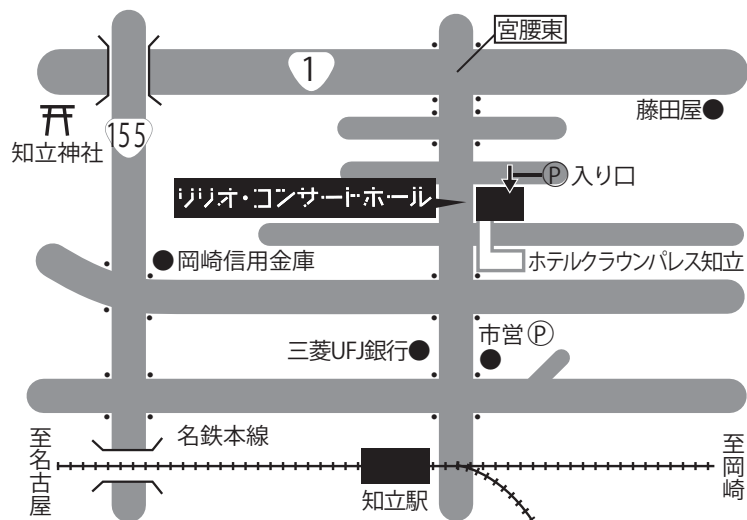 宮腰東
1
藤田屋
知立神社
155
Ⓟ入り口
リリオ・コンサートホール
岡崎信用金庫
ホテルクラウンパレス知立
市営Ⓟ
三菱UFJ銀行
名鉄本線
至名古屋
至岡崎
知立駅